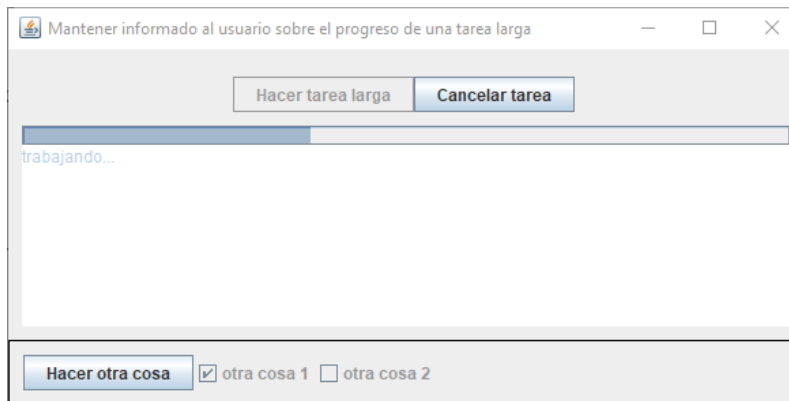 Mantener informado al usuario sobre el progreso de una tarea larga
Hacer tarea larga Cancelar tarea
trabajando...
Hacer otra cosa otra cosa 1 otra cosa 2